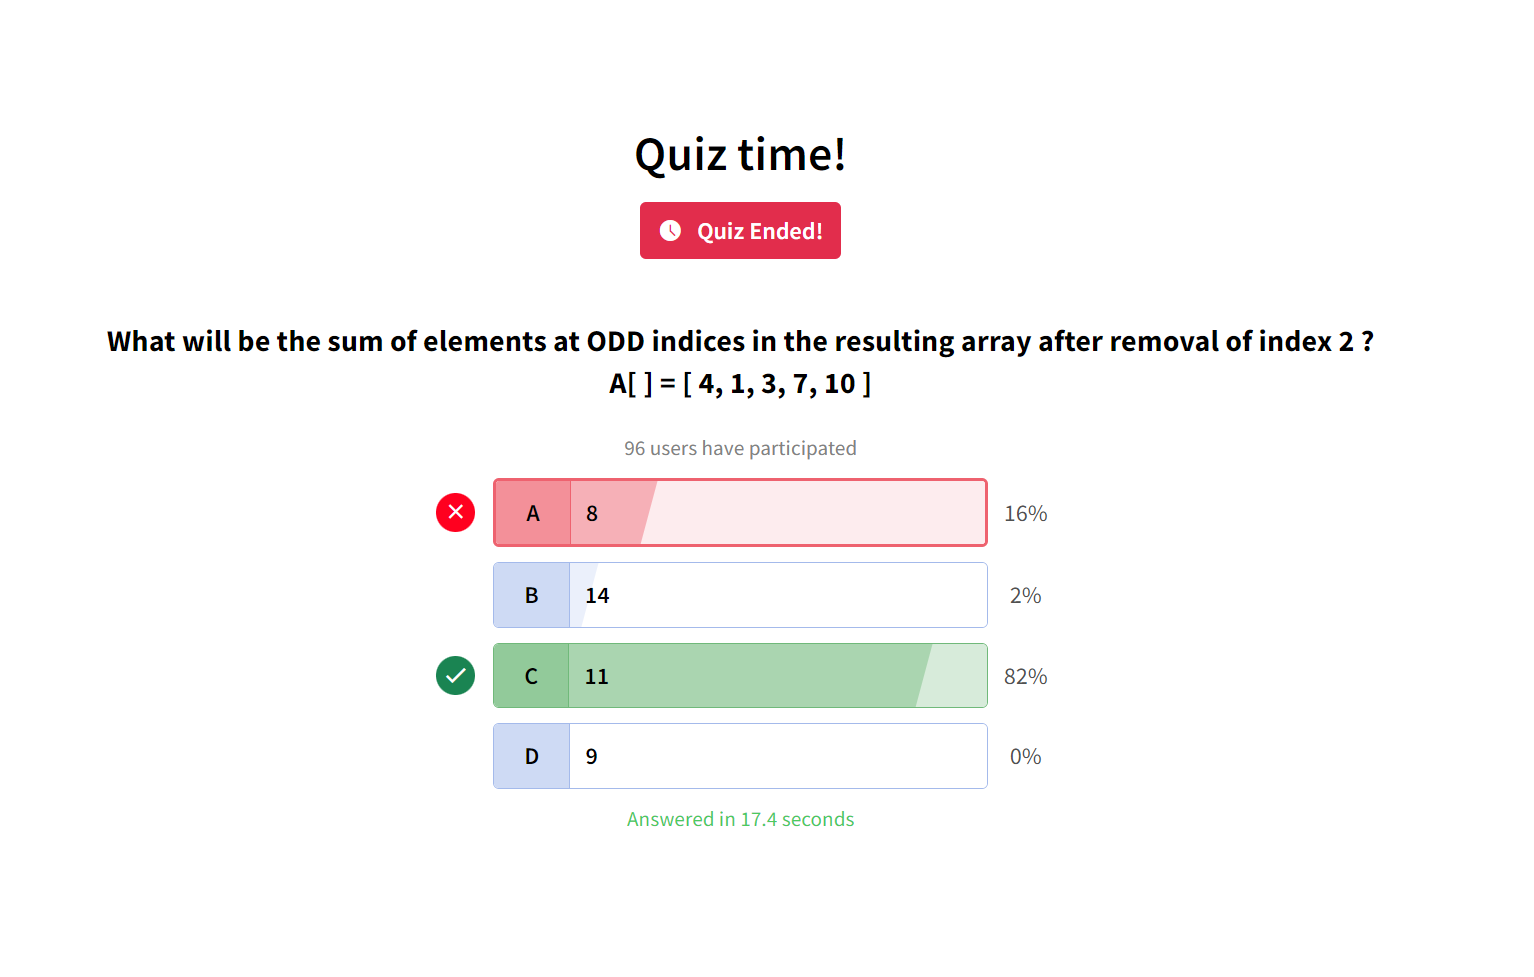 Quiz time!
Quiz Ended!
What will be the sum of elements at ODD indices in the resulting array after removal of index 2 ?
A[ ] = [ 4, 1, 3, 7, 10 ]
96 users have participated
A 8 16%
B 14 2%
C 11 82%
D 9 0%
Answered in 17.4 seconds